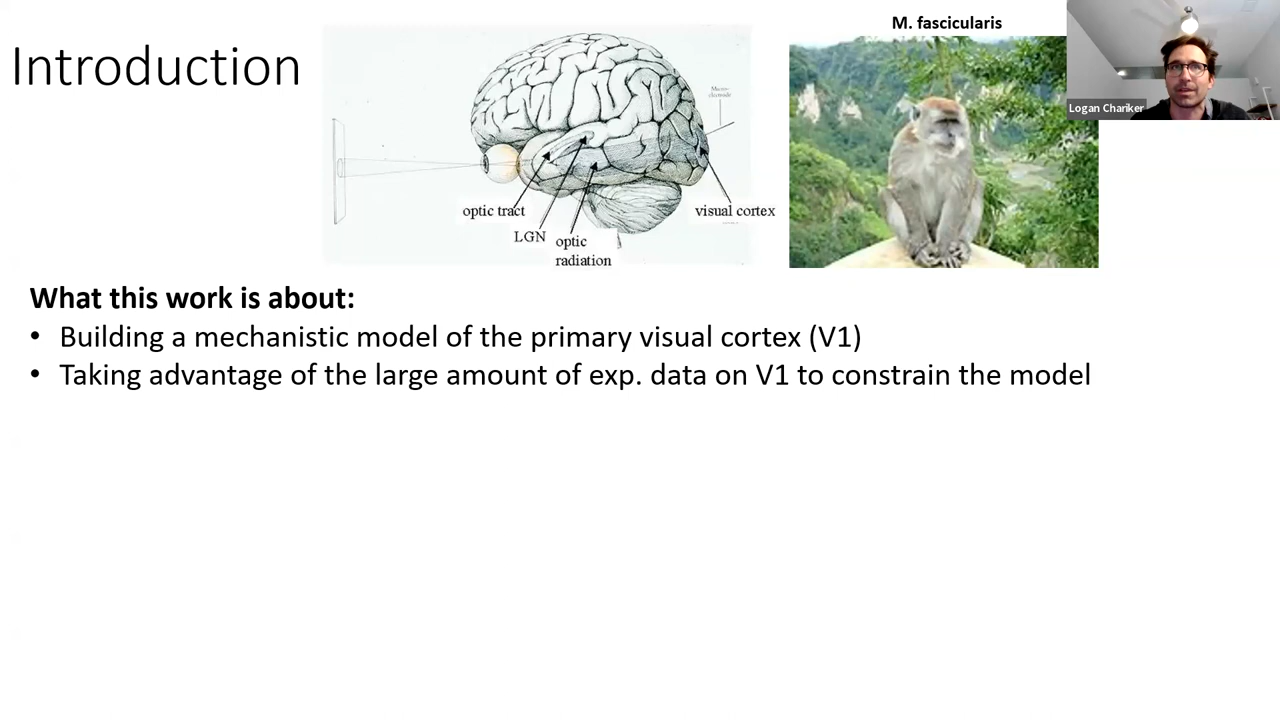 Introduction
M. fascicularis
Logan Chariker
Micro-
electrode
optic tract
LGN
optic
radiation
visual cortex
What this work is about:
• Building a mechanistic model of the primary visual cortex (V1)
• Taking advantage of the large amount of exp. data on V1 to constrain the model